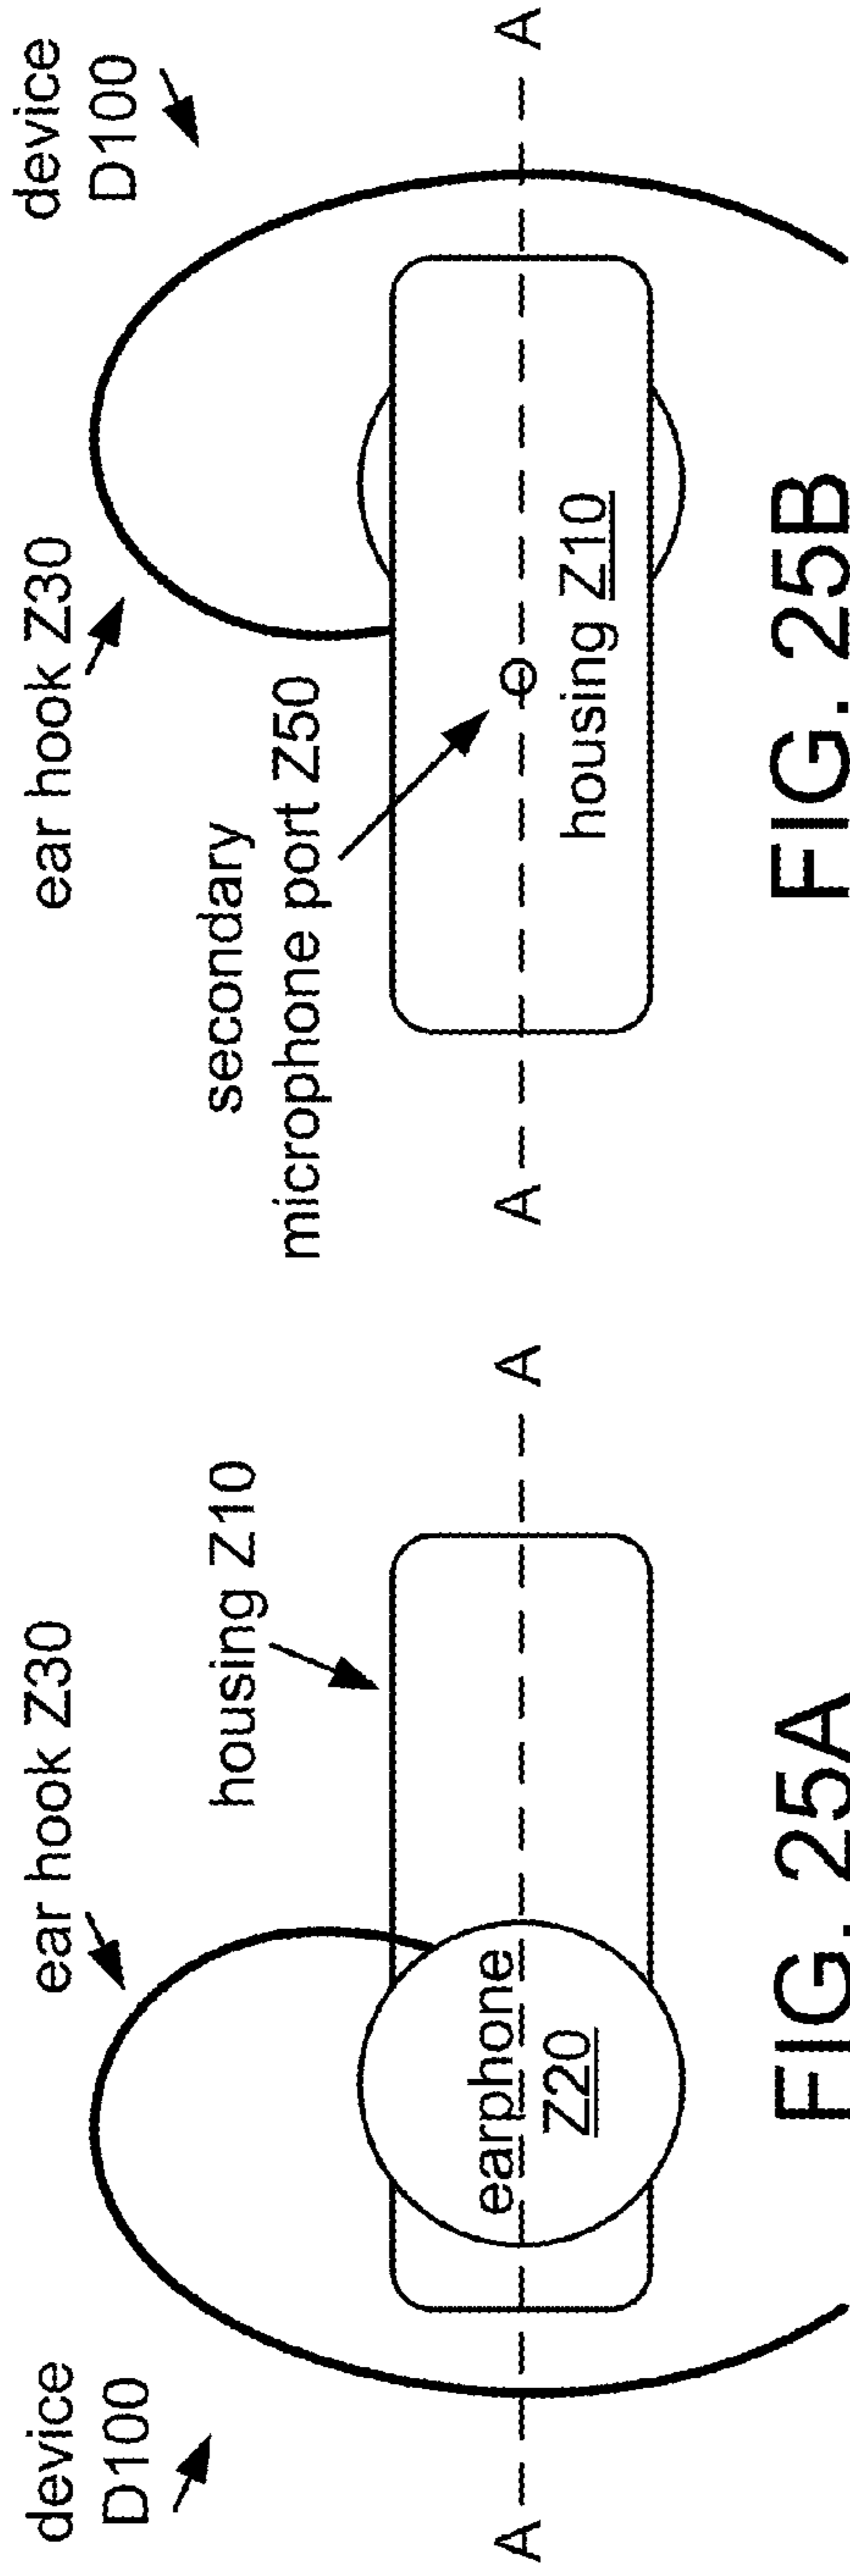 device
D100
ear hook Z30
housing Z10
A
earphone
Z20
A
FIG. 25A
device
D100
ear hook Z30
secondary
microphone port Z50
A
housing Z10
A
FIG. 25B